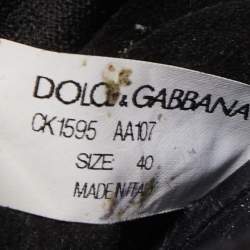 DOLCE & GABBANA
CK1595 AA107
SIZE 40
MADE IN ITALY